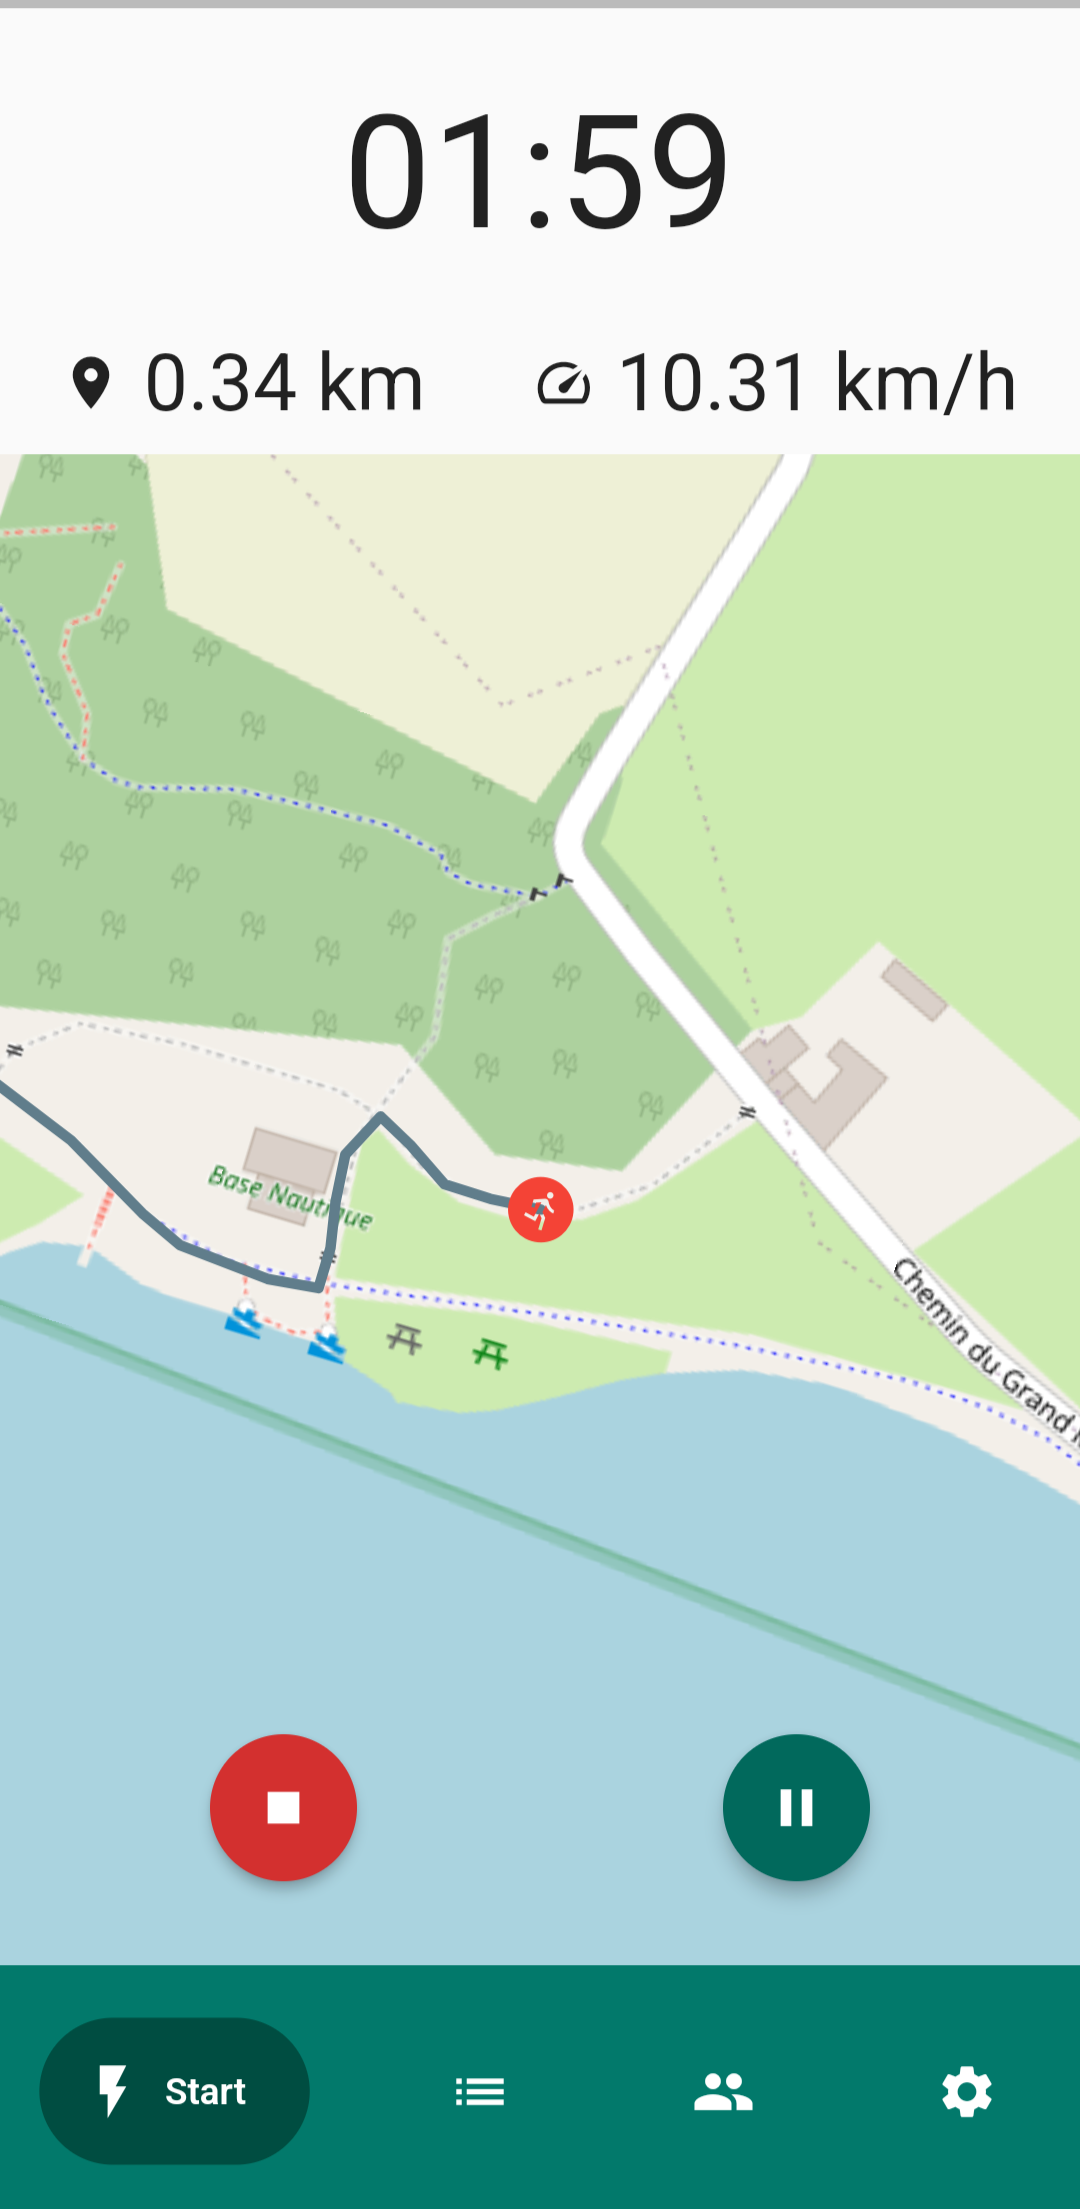 01:59
0.34 km
10.31 km/h
Base Nautique
Chemin du Grand
Start